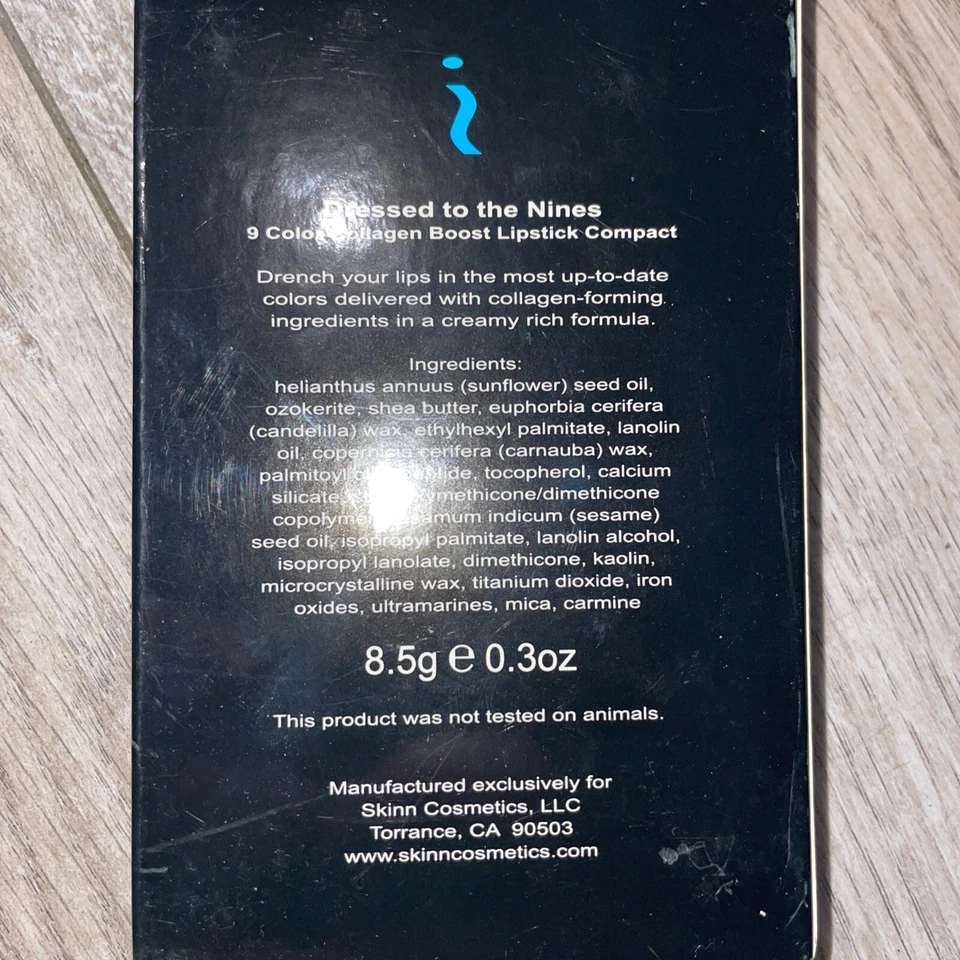 Dressed to the Nines
9 Color Collagen Boost Lipstick Compact
Drench your lips in the most up-to-date
colors delivered with collagen-forming
ingredients in a creamy rich formula.
Ingredients:
helianthus annuus (sunflower) seed oil,
ozokerite, shea butter, euphorbia cerifera
(candelilla) wax, ethylhexyl palmitate, lanolin
oil, copernicia cerifera (carnauba) wax,
palmitoyl tocopherol, calcium
silicate,
seed oil, isopropyl palmitate, lanolin alcohol,
isopropyl lanolate, dimethicone, kaolin,
microcrystalline wax, titanium dioxide, iron
oxides, ultramarines, mica, carmine
8.5g e 0.3oz
This product was not tested on animals.
Manufactured exclusively for
Skinn Cosmetics, LLC
Torrance, CA 90503
www.skinncosmetics.com